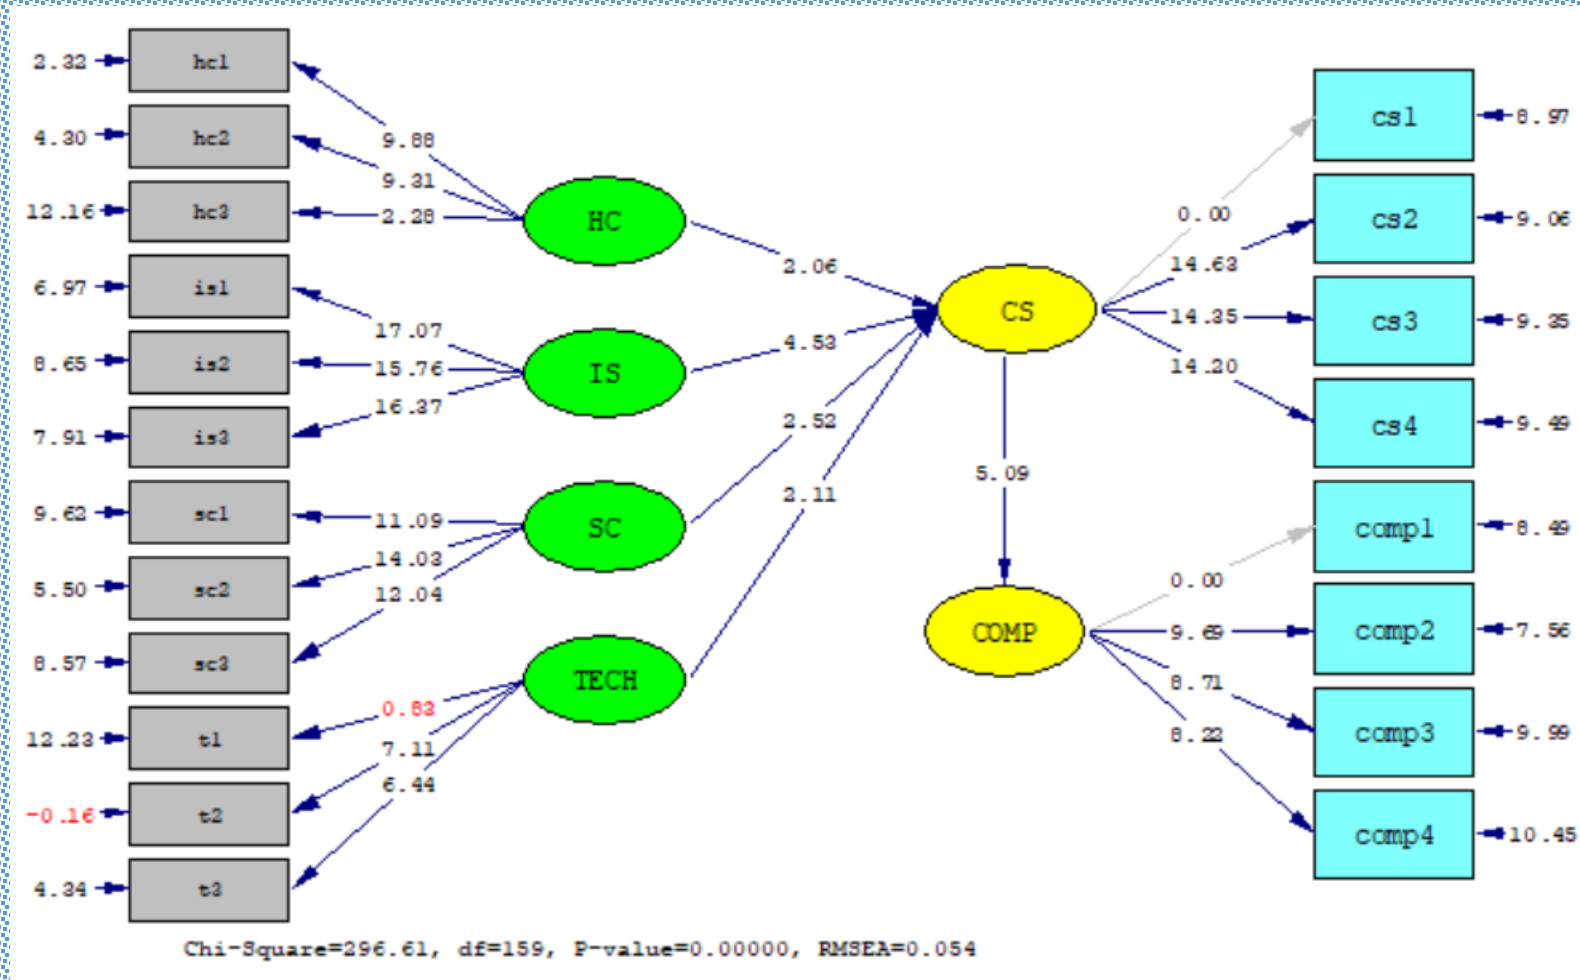 2.32 hc1
4.30 hc2
12.16 hc3
6.97 is1
8.65 is2
7.91 is3
9.62 sc1
5.50 sc2
8.57 sc3
12.23 t1
-0.16 t2
4.34 t3
9.88
9.31
2.28
17.07
15.76
16.37
11.09
14.03
12.04
0.83
7.11
6.44
HC
IS
SC
TECH
2.06
4.53
2.52
2.11
CS
5.09
COMP
0.00
14.63
14.35
14.20
0.00
9.69
8.71
8.22
cs1 8.97
cs2 9.06
cs3 9.35
cs4 9.49
comp1 8.49
comp2 7.56
comp3 9.99
comp4 10.45
Chi-Square=296.61, df=159, P-value=0.00000, RMSEA=0.054